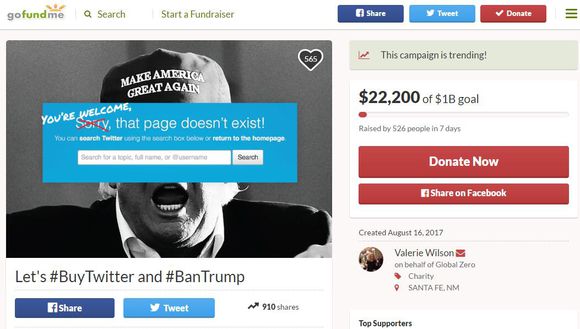 gofundme
Search
Start a Fundraiser
Share
Tweet
Donate
565
MAKE AMERICA
GREAT AGAIN
YOU'RE WELCOME,
Sorry, that page doesn't exist!
You can search Twitter using the search box below or return to the homepage.
Search for a topic, full name, or @username
Search
Let's #BuyTwitter and #BanTrump
Share
Tweet
910 shares
This campaign is trending!
$22,200 of $1B goal
Raised by 526 people in 7 days
Donate Now
Share on Facebook
Created August 16, 2017
Valerie Wilson
on behalf of Global Zero
Charity
SANTA FE, NM
Top Supporters